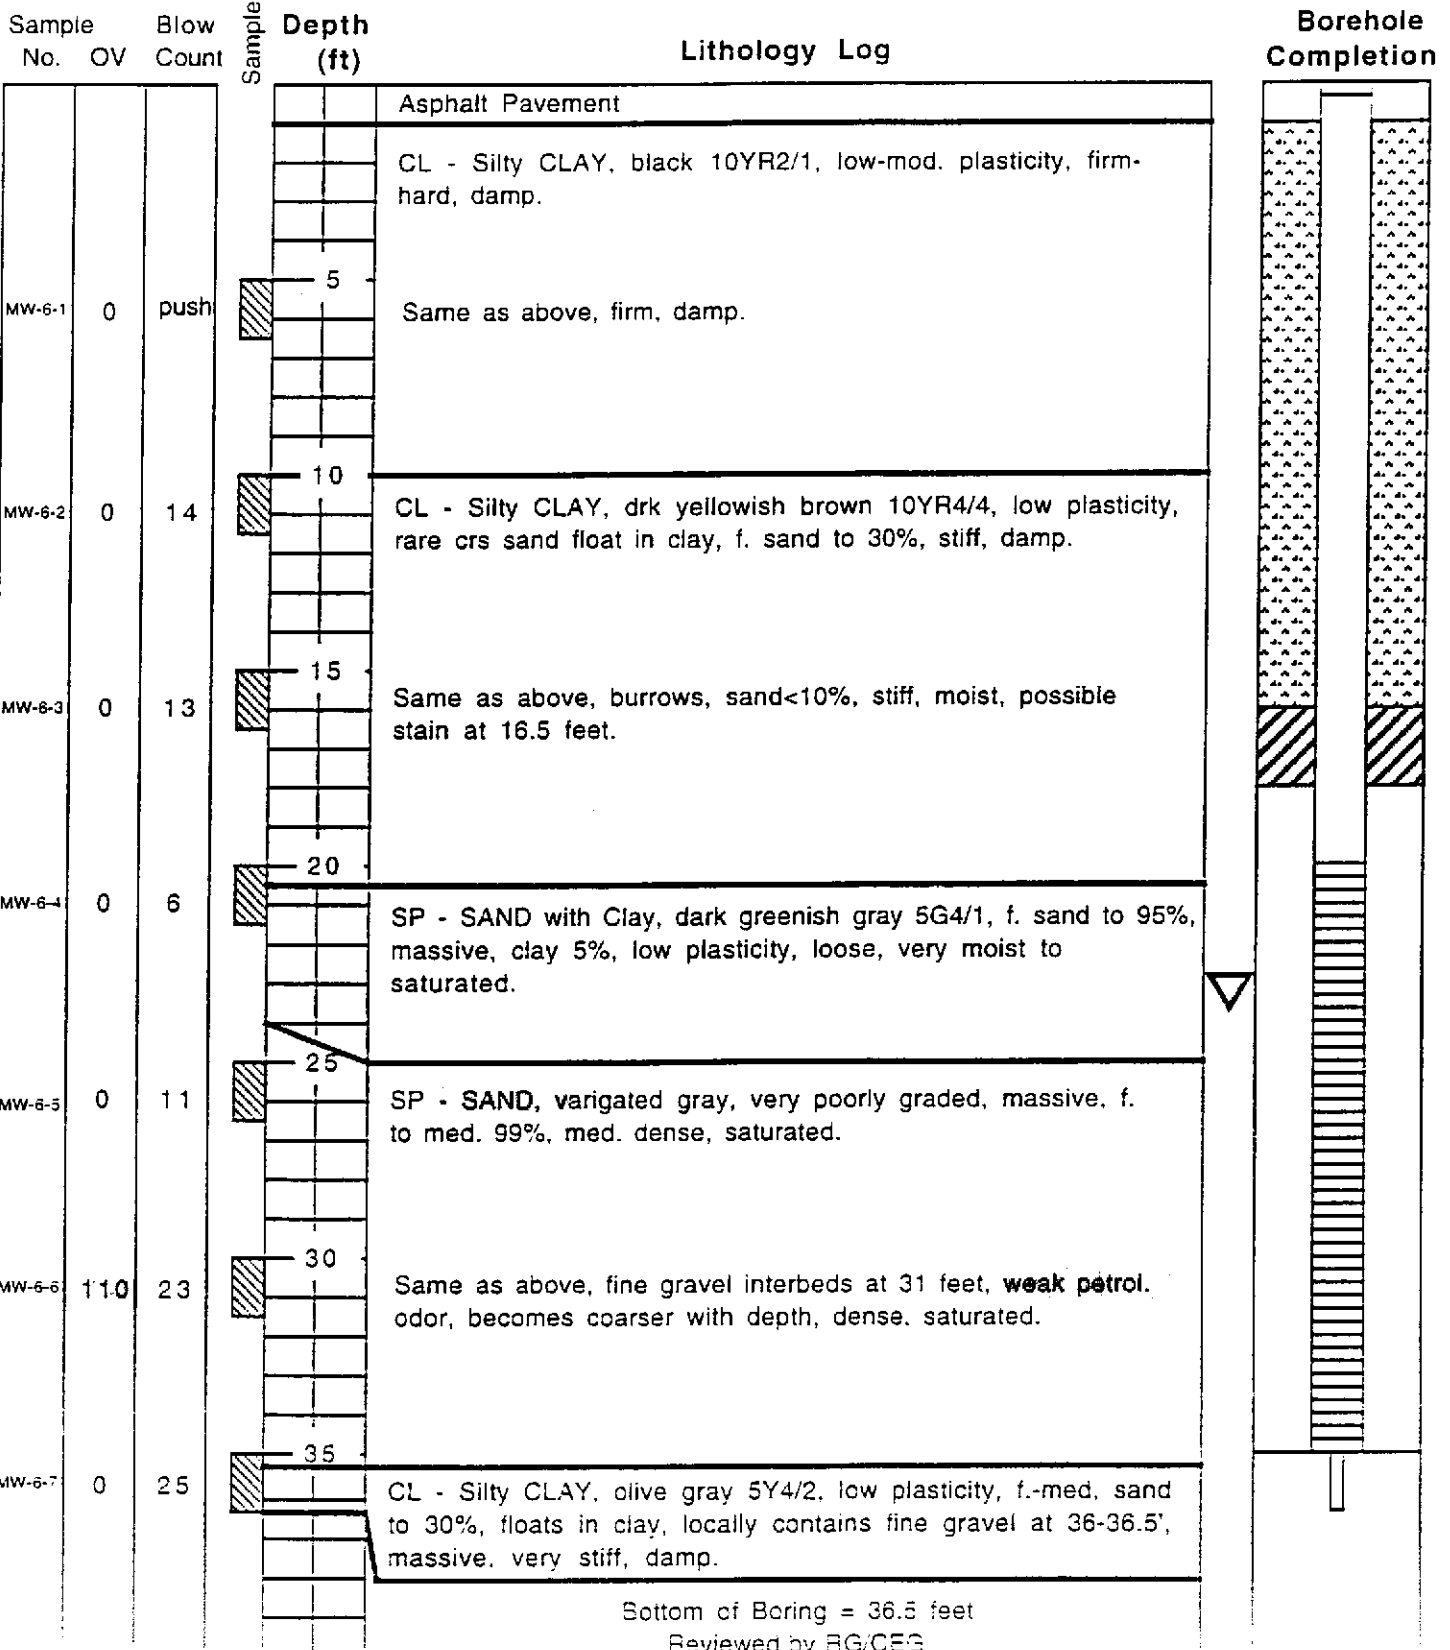 Sample No.
OV
Blow Count
Sample
Depth (ft)
Lithology Log
Borehole Completion
Asphalt Pavement
CL - Silty CLAY, black 10YR2/1, low-mod. plasticity, firm-
hard, damp.
5
MW-6-1 0 push
Same as above, firm, damp.
10
MW-6-2 0 14
CL - Silty CLAY, drk yellowish brown 10YR4/4, low plasticity,
rare crs sand float in clay, f. sand to 30%, stiff, damp.
15
MW-6-3 0 13
Same as above, burrows, sand<10%, stiff, moist, possible
stain at 16.5 feet.
20
MW-6-4 0 6
SP - SAND with Clay, dark greenish gray 5G4/1, f. sand to 95%,
massive, clay 5%, low plasticity, loose, very moist to
saturated.
25
MW-6-5 0 11
SP - SAND, varigated gray, very poorly graded, massive, f.
to med. 99%, med. dense, saturated.
30
MW-6-6 110 23
Same as above, fine gravel interbeds at 31 feet, weak petrol.
odor, becomes coarser with depth, dense, saturated.
35
MW-6-7 0 25
CL - Silty CLAY, olive gray 5Y4/2, low plasticity, f.-med, sand
to 30%, floats in clay, locally contains fine gravel at 36-36.5',
massive, very stiff, damp.
Bottom of Boring = 36.5 feet
Reviewed by RG/CEG